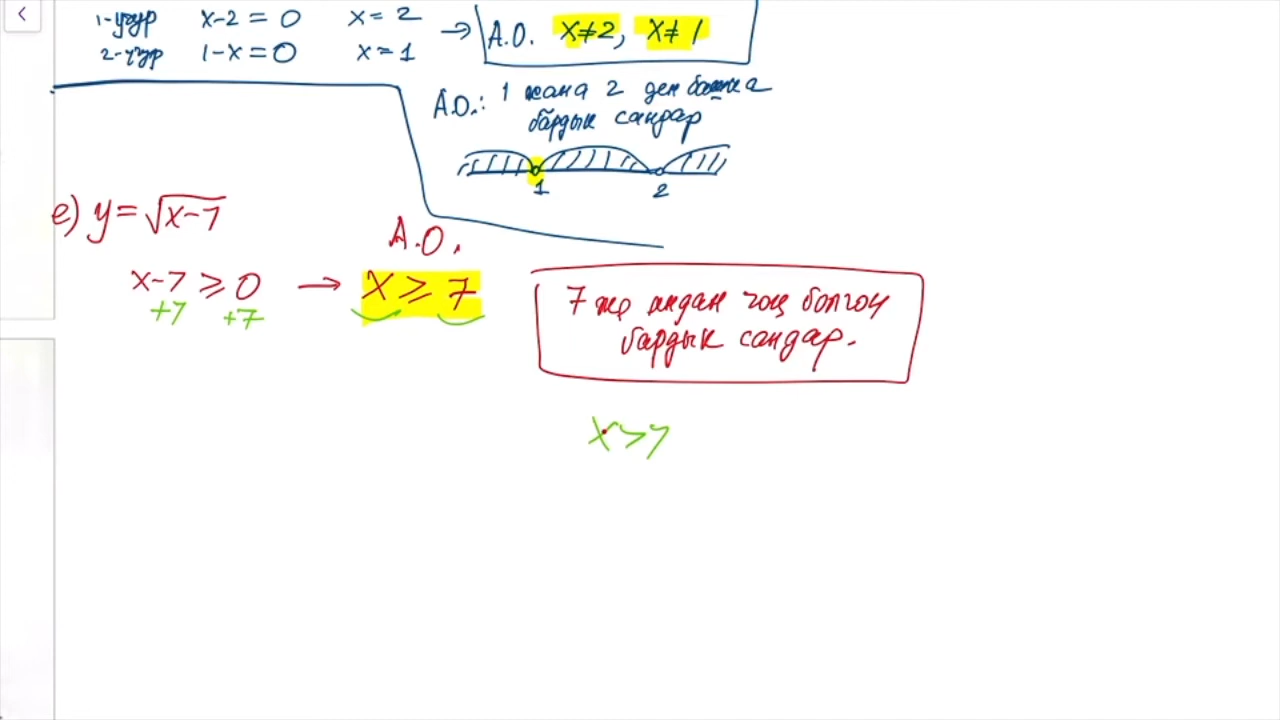 1-учур x-2=0 x=2
2-учур 1-x=0 x=1
→ А.О. x≠2, x≠1
А.О.: 1 жана 2 ден башка
бардык сандар
1 2
e) y=√x-7
А.О.
x-7≥0 → x≥7
+7 +7
7 же андан чоң болгон
бардык сандар.
x>7